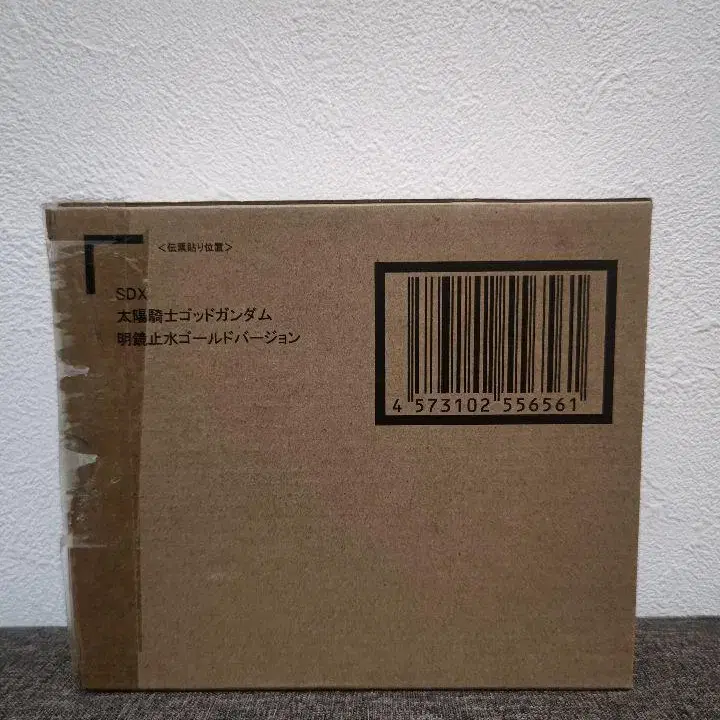 <伝票貼り位置>
SDX
太陽騎士ゴッドガンダム
明鏡止水ゴールドバージョン
4 573102 556561